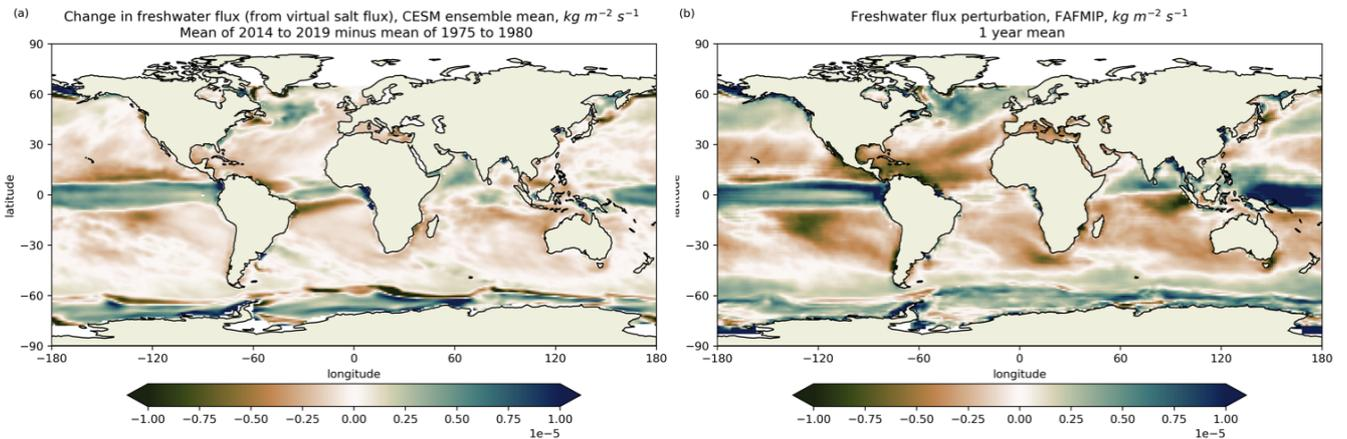 (a)
Change in freshwater flux (from virtual salt flux), CESM ensemble mean, kg m⁻² s⁻¹
Mean of 2014 to 2019 minus mean of 1975 to 1980
90
60
30
0
−30
−60
−90
latitude
−180 −120 −60 0 60 120 180
longitude
−1.00 −0.75 −0.50 −0.25 0.00 0.25 0.50 0.75 1.00
1e−5
(b)
Freshwater flux perturbation, FAFMIP, kg m⁻² s⁻¹
1 year mean
90
60
30
0
−30
−60
−90
−180 −120 −60 0 60 120 180
longitude
−1.00 −0.75 −0.50 −0.25 0.00 0.25 0.50 0.75 1.00
1e−5